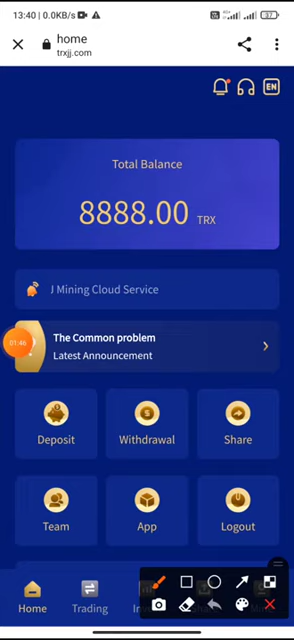 13:40 | 0.0KB/s
37
home
trxjj.com
EN
Total Balance
8888.00 TRX
J Mining Cloud Service
01:46
The Common problem
Latest Announcement
Deposit
Withdrawal
Share
Team
App
Logout
Home
Trading